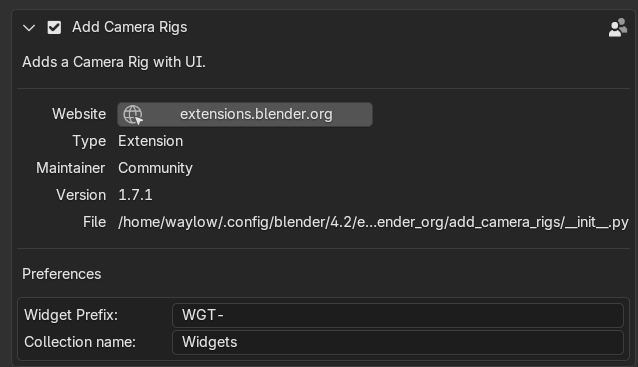 Add Camera Rigs
Adds a Camera Rig with UI.
Website extensions.blender.org
Type Extension
Maintainer Community
Version 1.7.1
File /home/waylow/.config/blender/4.2/e...ender_org/add_camera_rigs/__init__.py
Preferences
Widget Prefix: WGT-
Collection name: Widgets